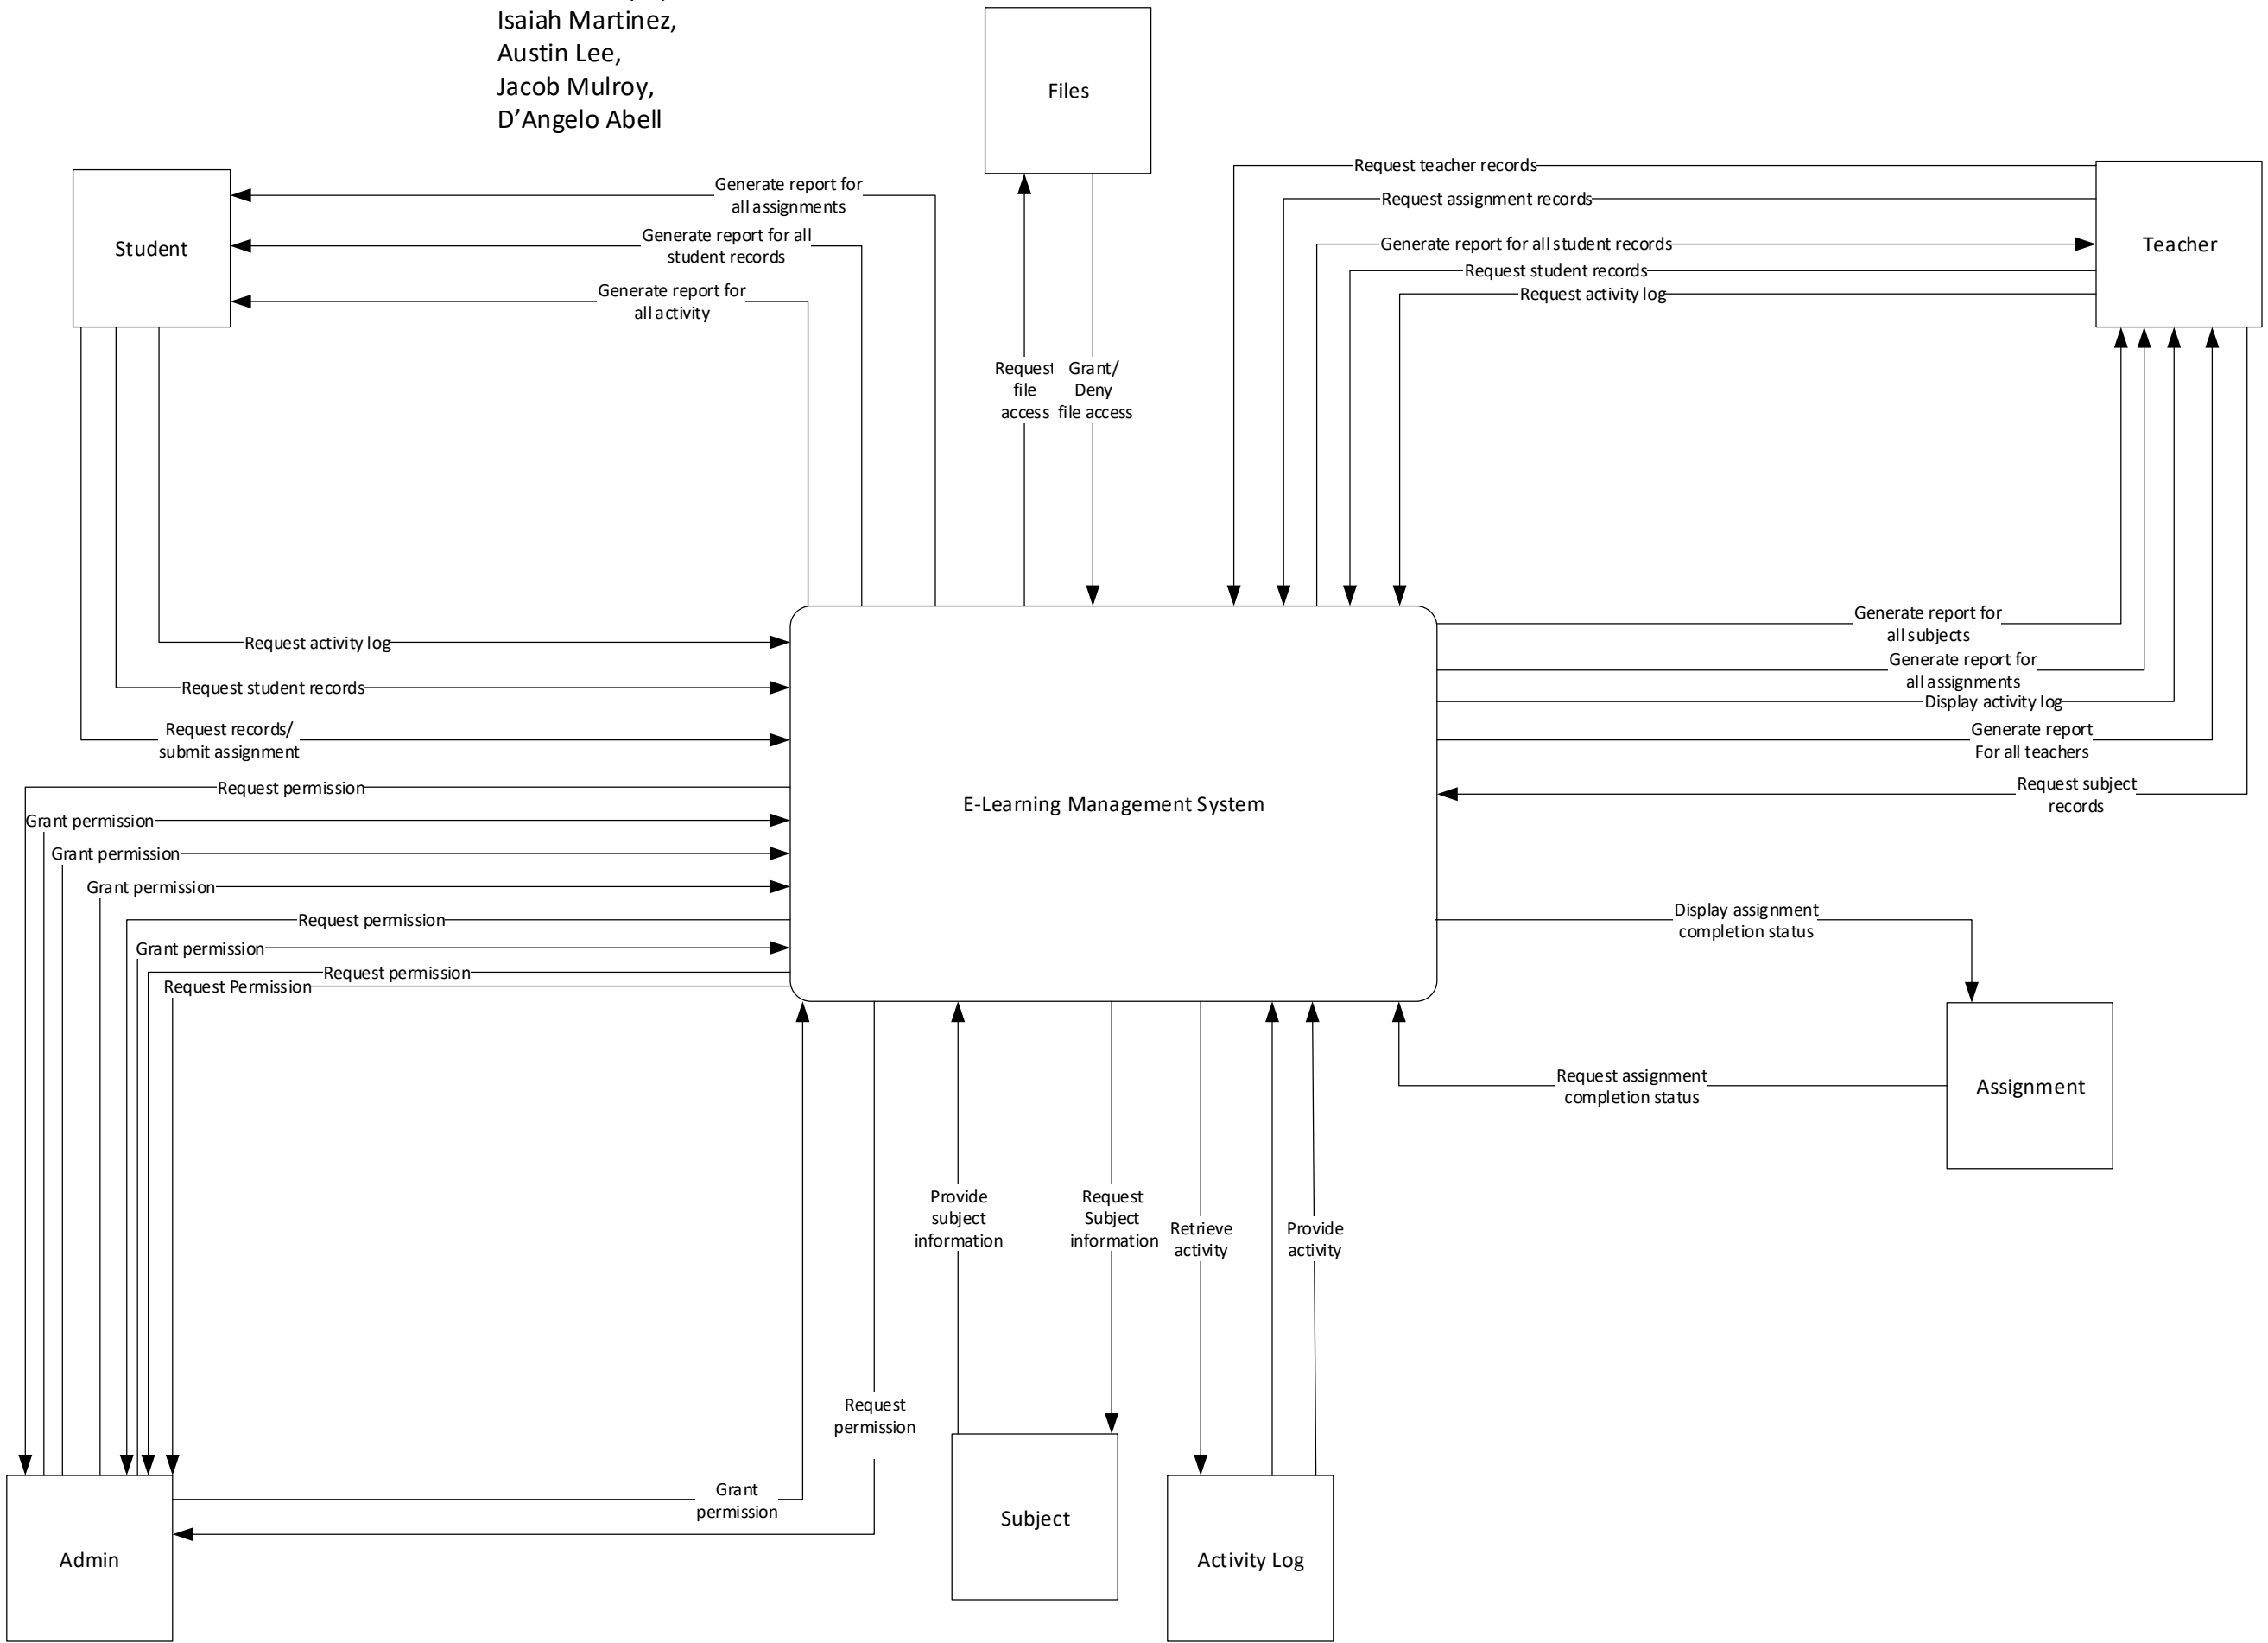 Isaiah Martinez,
Austin Lee,
Jacob Mulroy,
D’Angelo Abell
Files
Student
Teacher
Generate report for
all assignments
Generate report for all
student records
Generate report for
all activity
Request
file
access
Grant/
Deny
file access
Request teacher records
Request assignment records
Generate report for all student records
Request student records
Request activity log
Request activity log
Request student records
Request records/
submit assignment
Generate report for
all subjects
Generate report for
all assignments
Display activity log
Generate report
For all teachers
Request subject
records
E-Learning Management System
Request permission
Grant permission
Grant permission
Grant permission
Request permission
Grant permission
Request permission
Request Permission
Display assignment
completion status
Request assignment
completion status
Assignment
Provide
subject
information
Request
Subject
information
Retrieve
activity
Provide
activity
Request
permission
Grant
permission
Admin
Subject
Activity Log